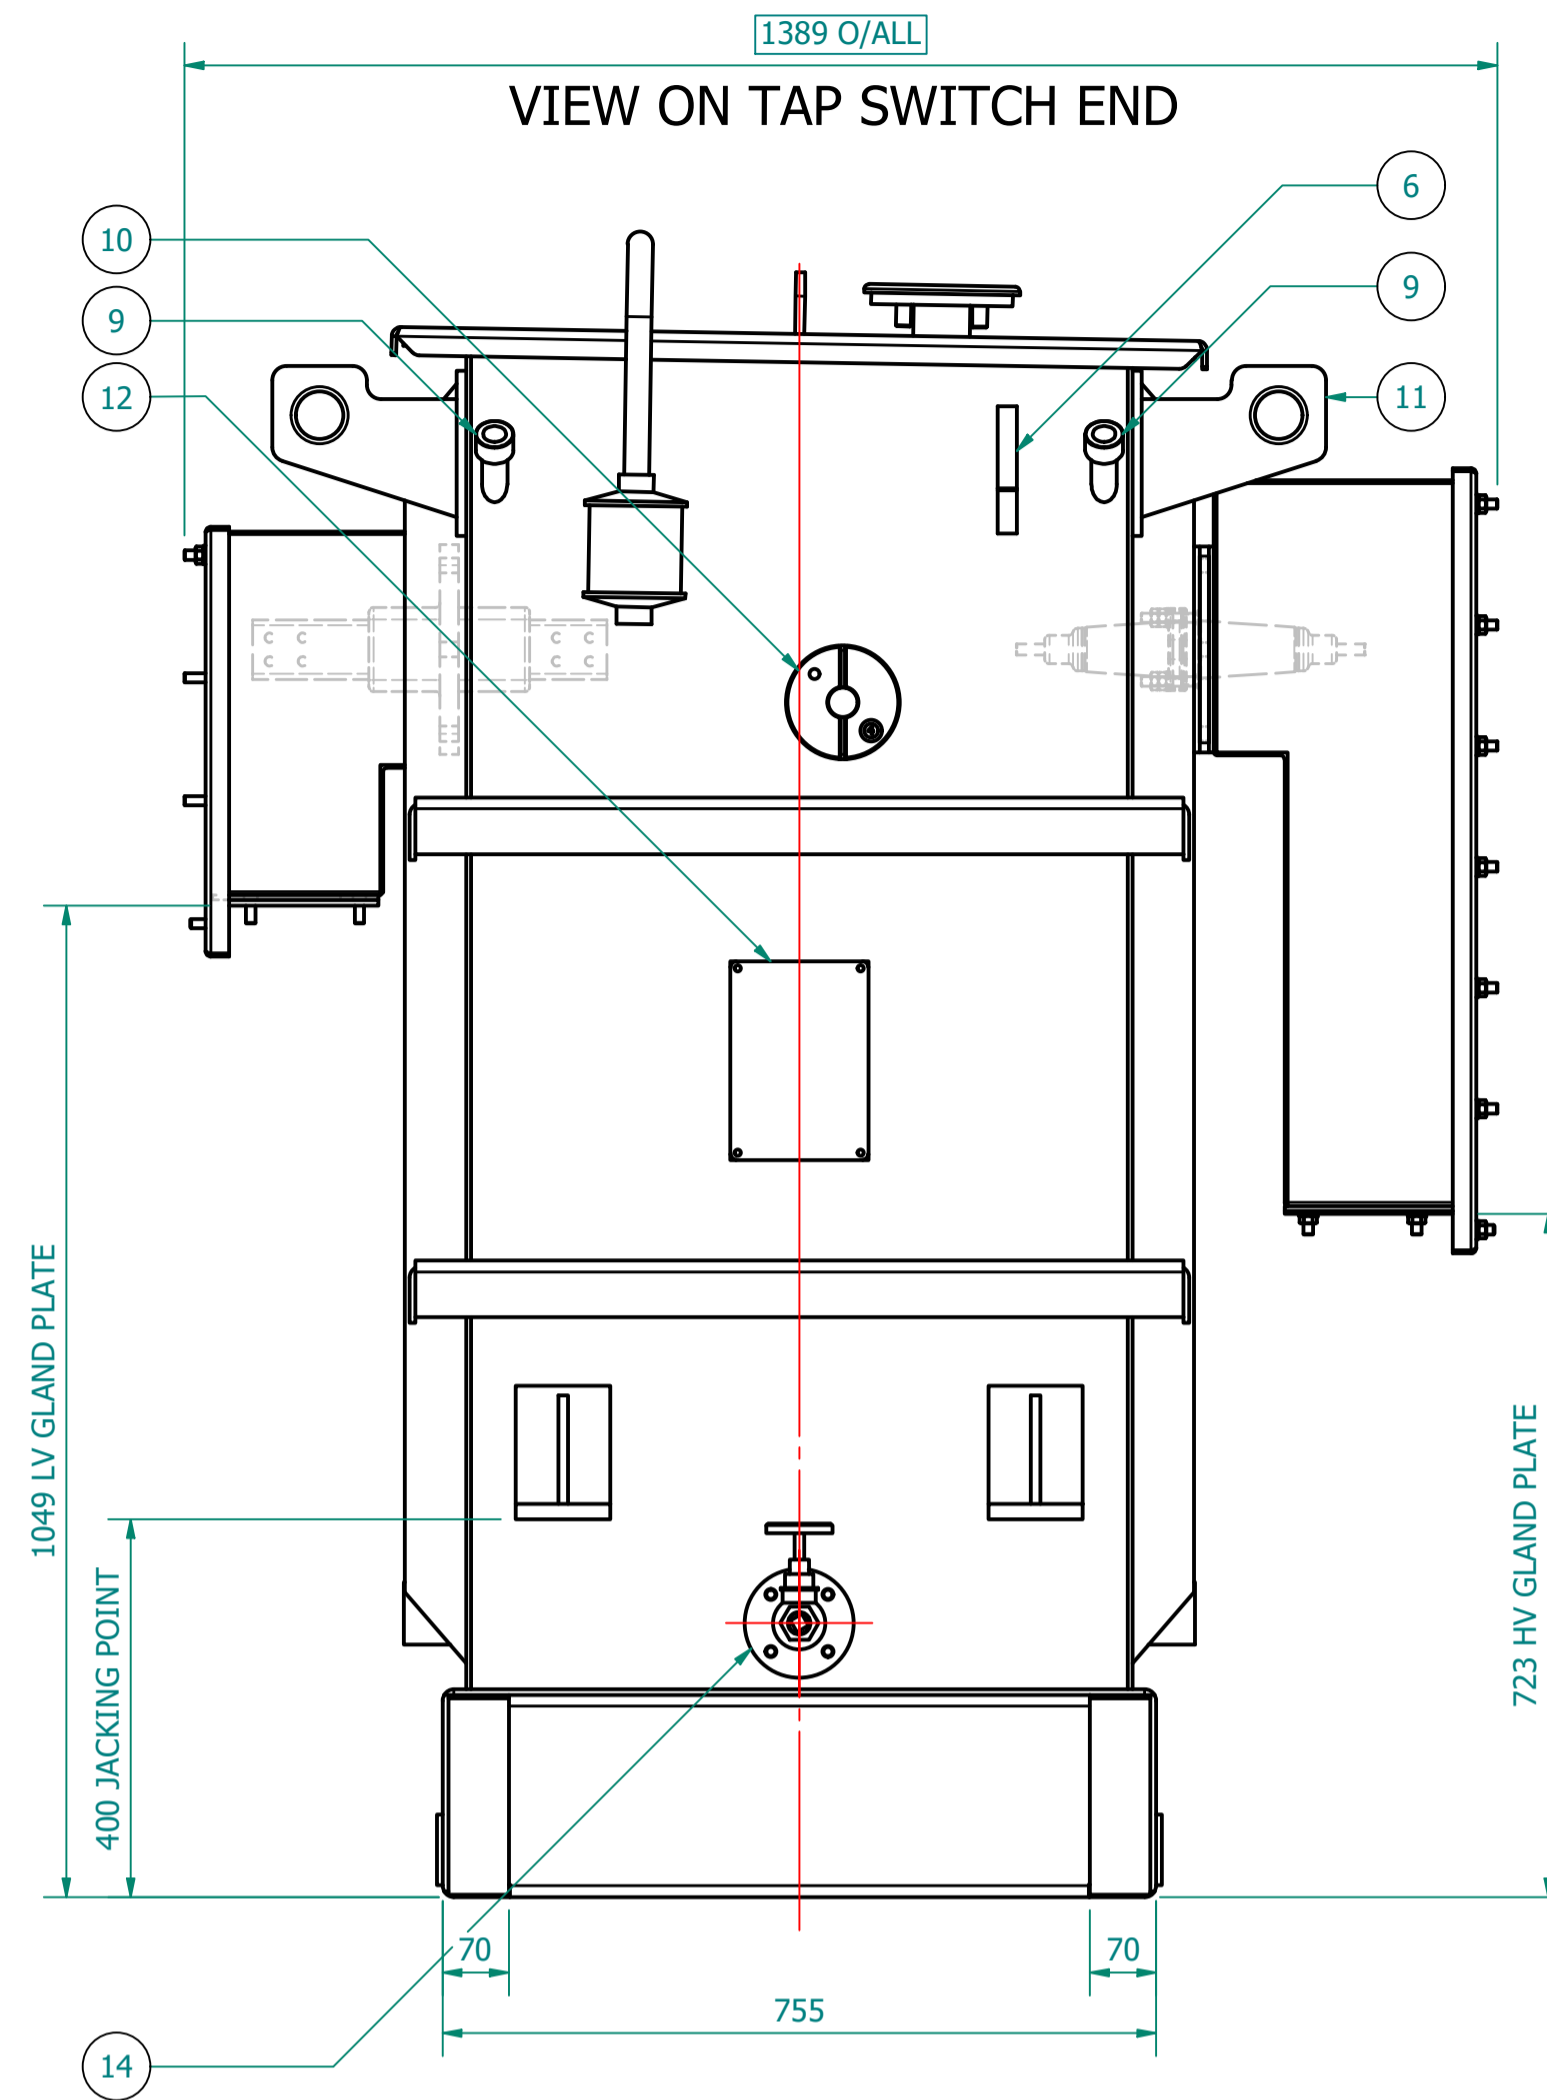 1389 O/ALL
VIEW ON TAP SWITCH END
6
10
9
9
12
11
1049 LV GLAND PLATE
723 HV GLAND PLATE
400 JACKING POINT
70
70
755
14